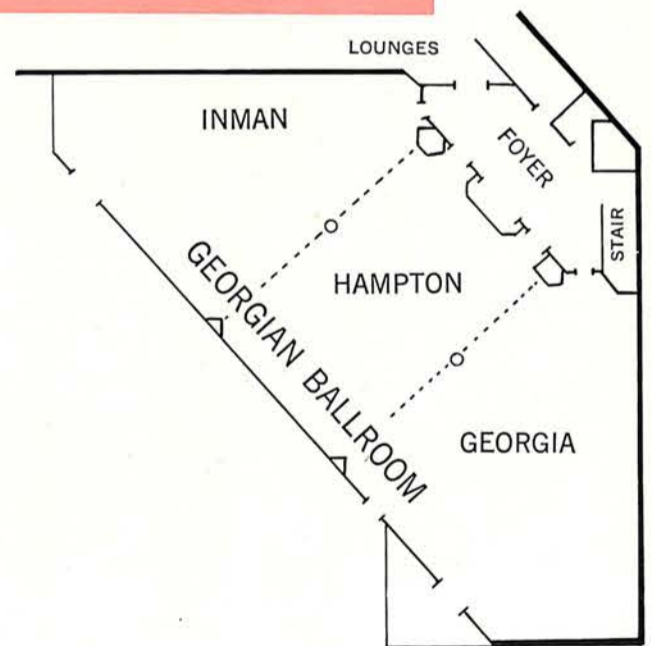 LOUNGES
INMAN
FOYER
STAIR
HAMPTON
GEORGIAN BALLROOM
GEORGIA